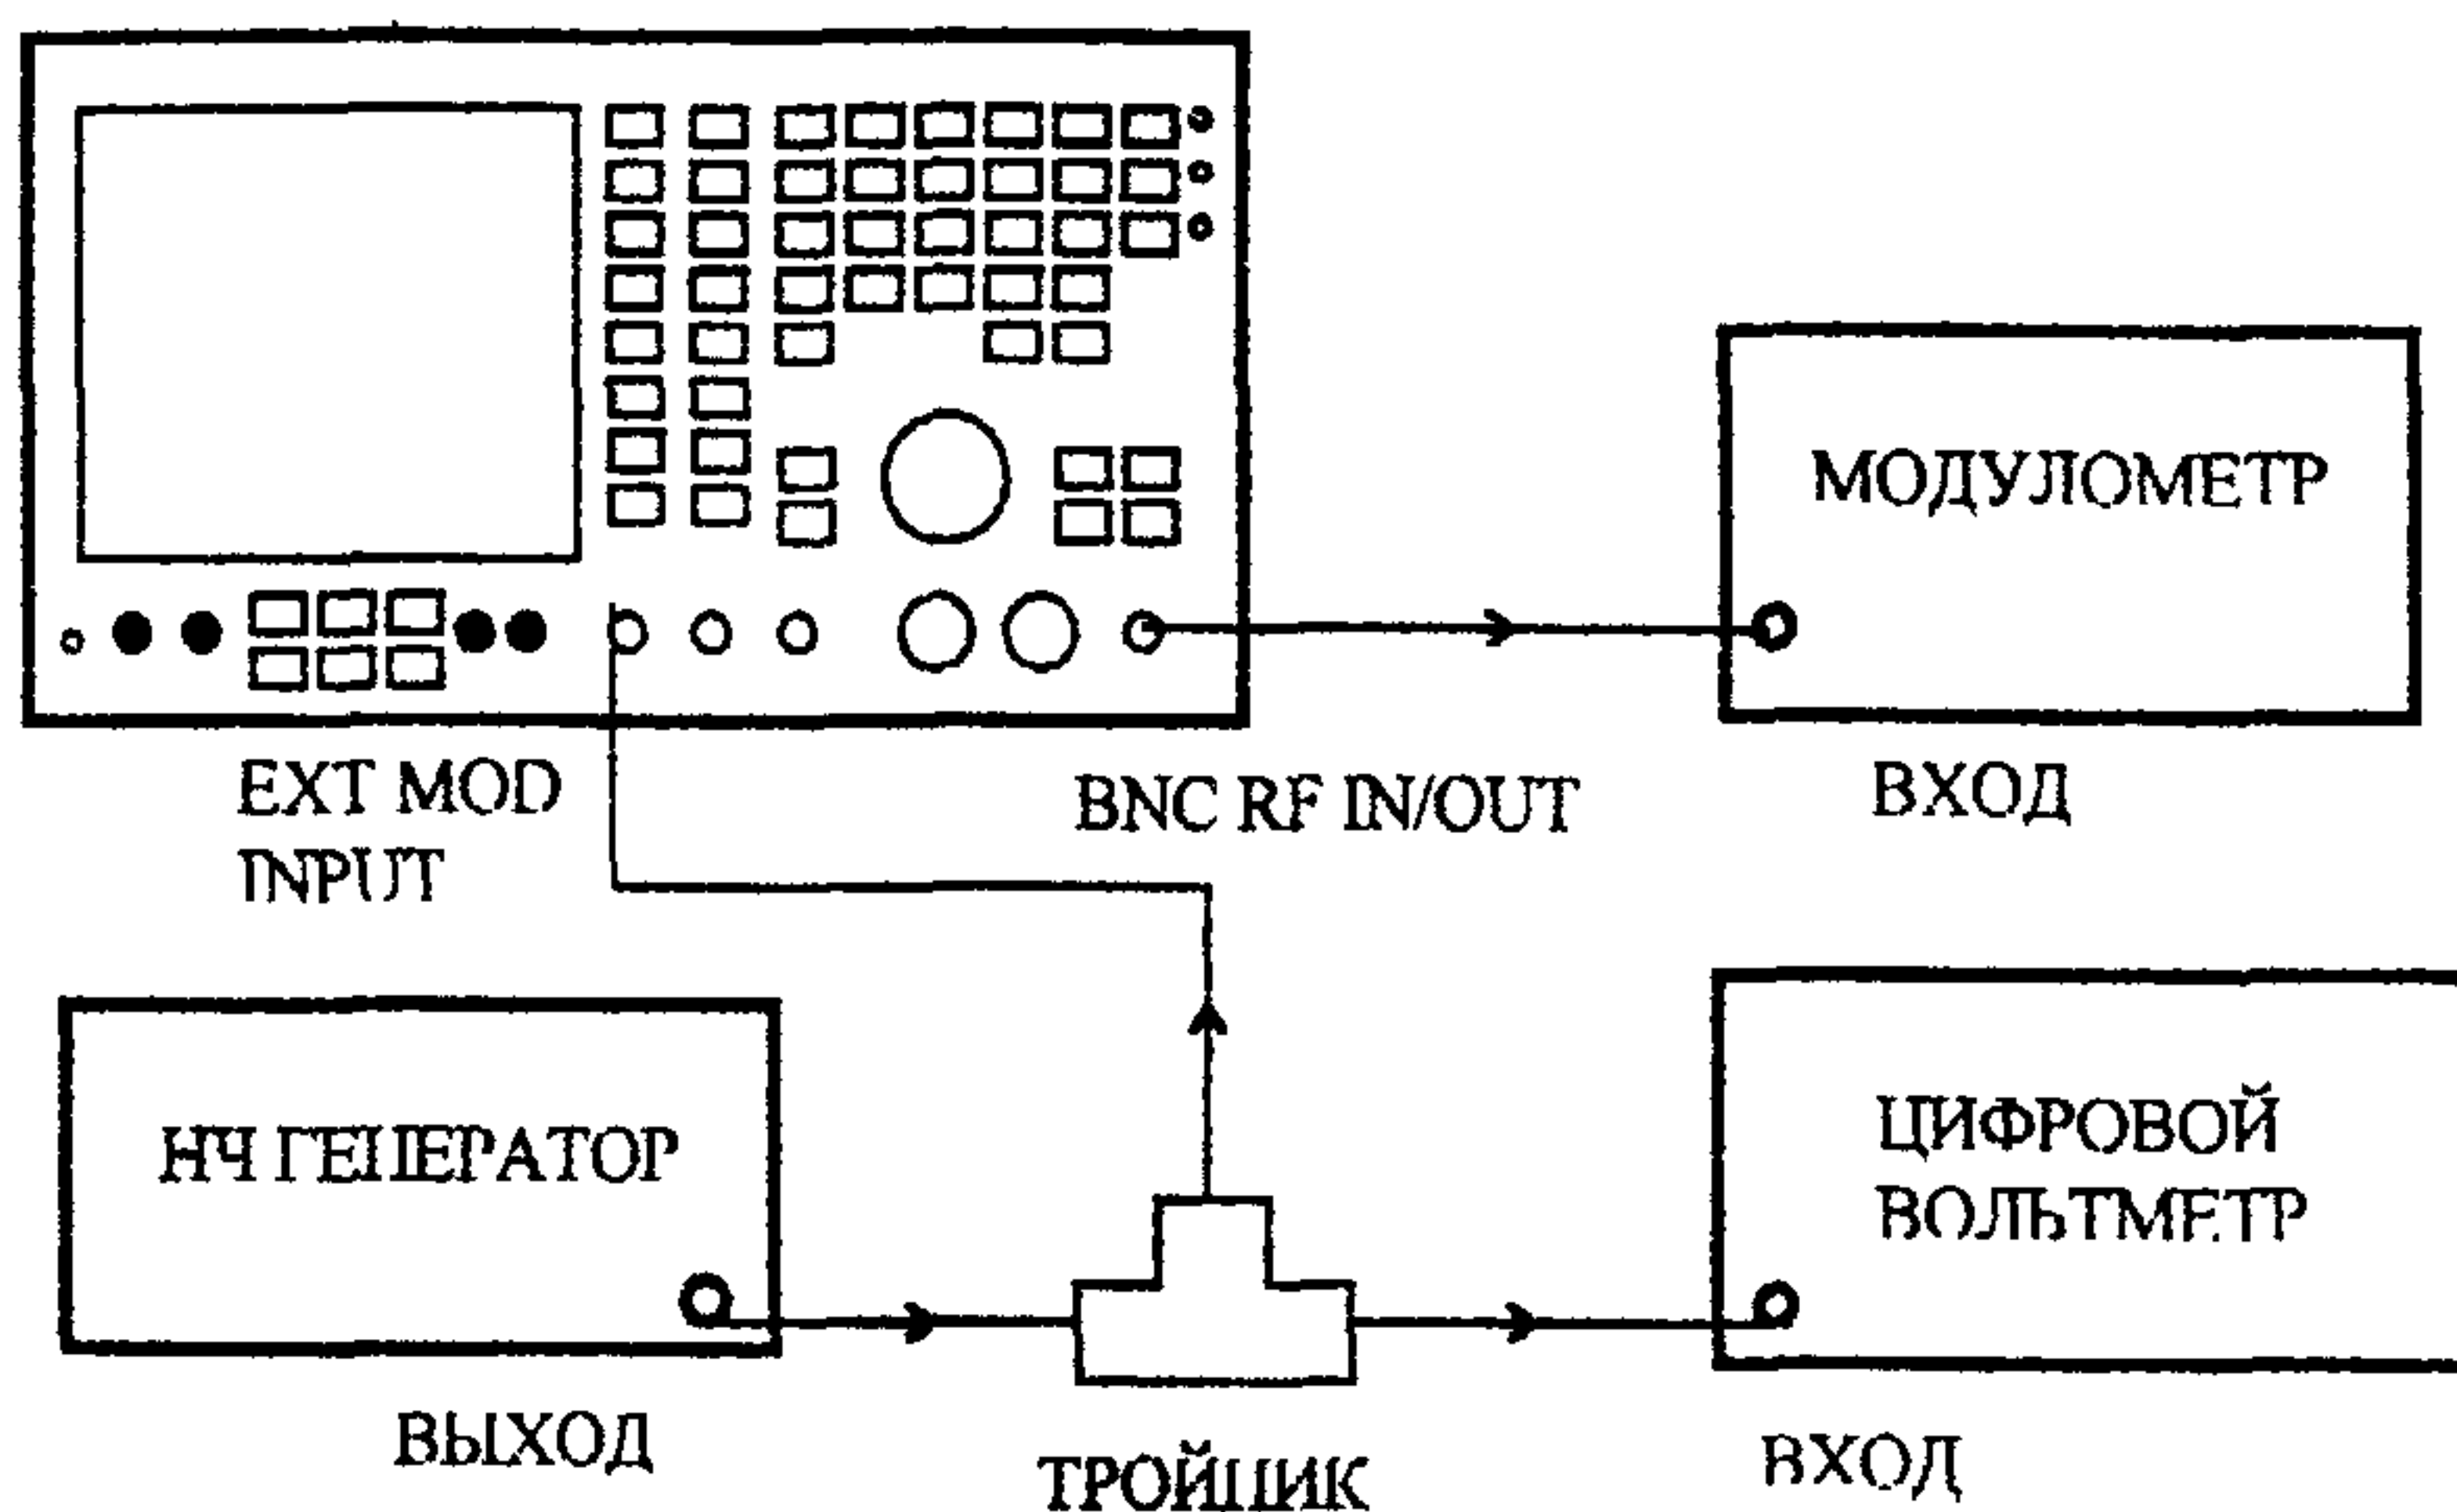 МОДУЛОМЕТР
EXT MOD
INPUT
BNC RF IN/OUT
ВХОД
НЧ ГЕНЕРАТОР
ЦИФРОВОЙ
ВОЛЬТМЕТР
ВЫХОД
ТРОЙНИК
ВХОД